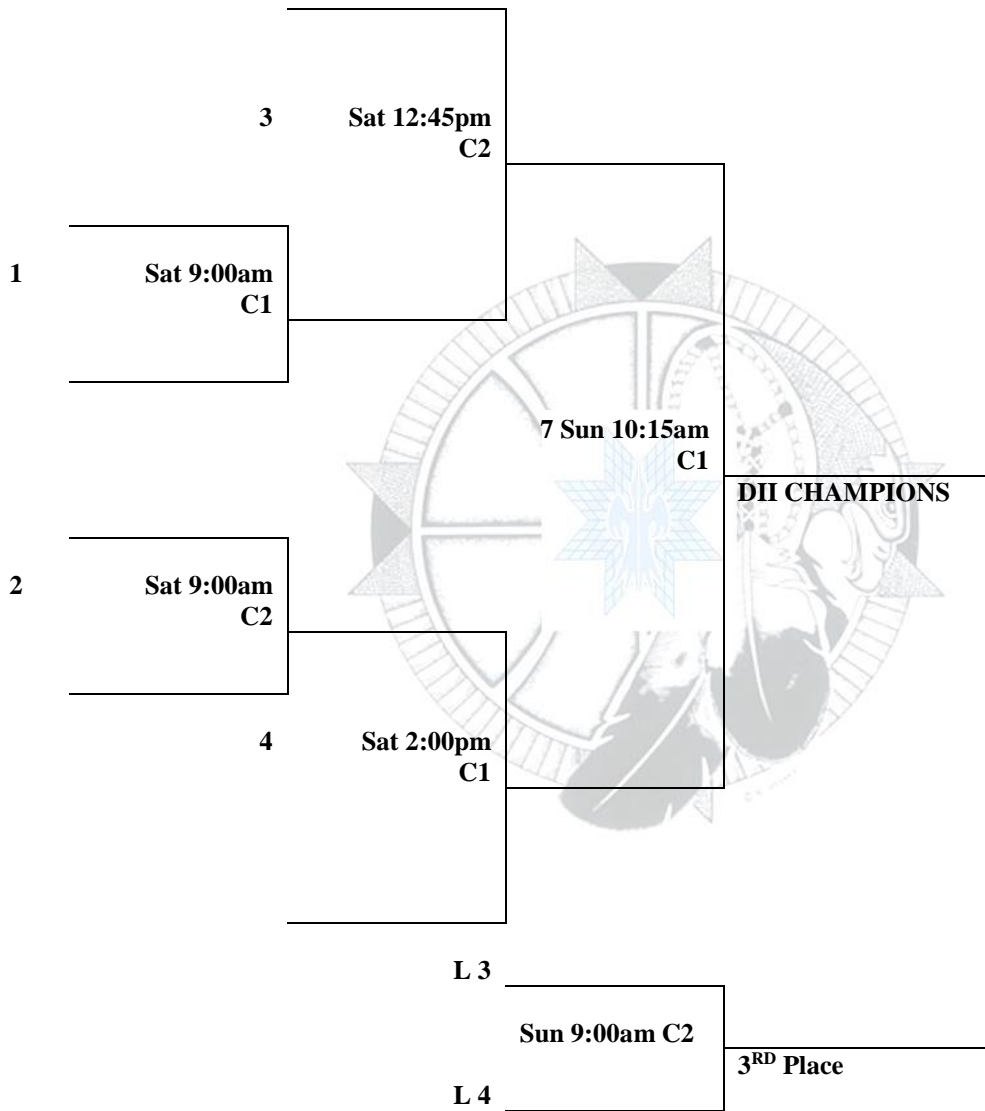 3 Sat 12:45pm
C2
1 Sat 9:00am
C1
7 Sun 10:15am
C1
DII CHAMPIONS
2 Sat 9:00am
C2
4 Sat 2:00pm
C1
L 3
Sun 9:00am C2
3RD Place
L 4